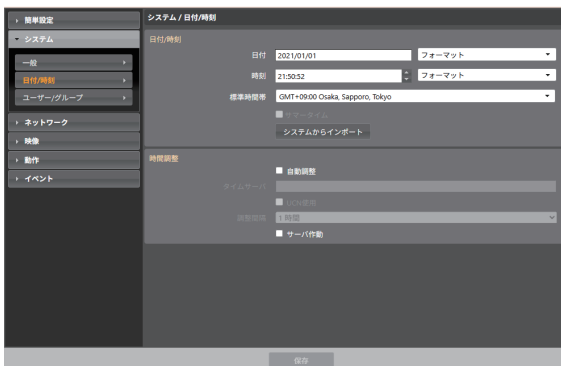 簡単設定
システム
一般
日付/時刻
ユーザー/グループ
ネットワーク
映像
動作
イベント
システム / 日付/時刻
日付/時刻
日付 2021/01/01 フォーマット
時刻 21:50:52 フォーマット
標準時間帯 GMT+09:00 Osaka, Sapporo, Tokyo
サマータイム
システムからインポート
時間調整
自動調整
タイムサーバ
UCN使用
調整間隔 1 時間
サーバ作動
保存